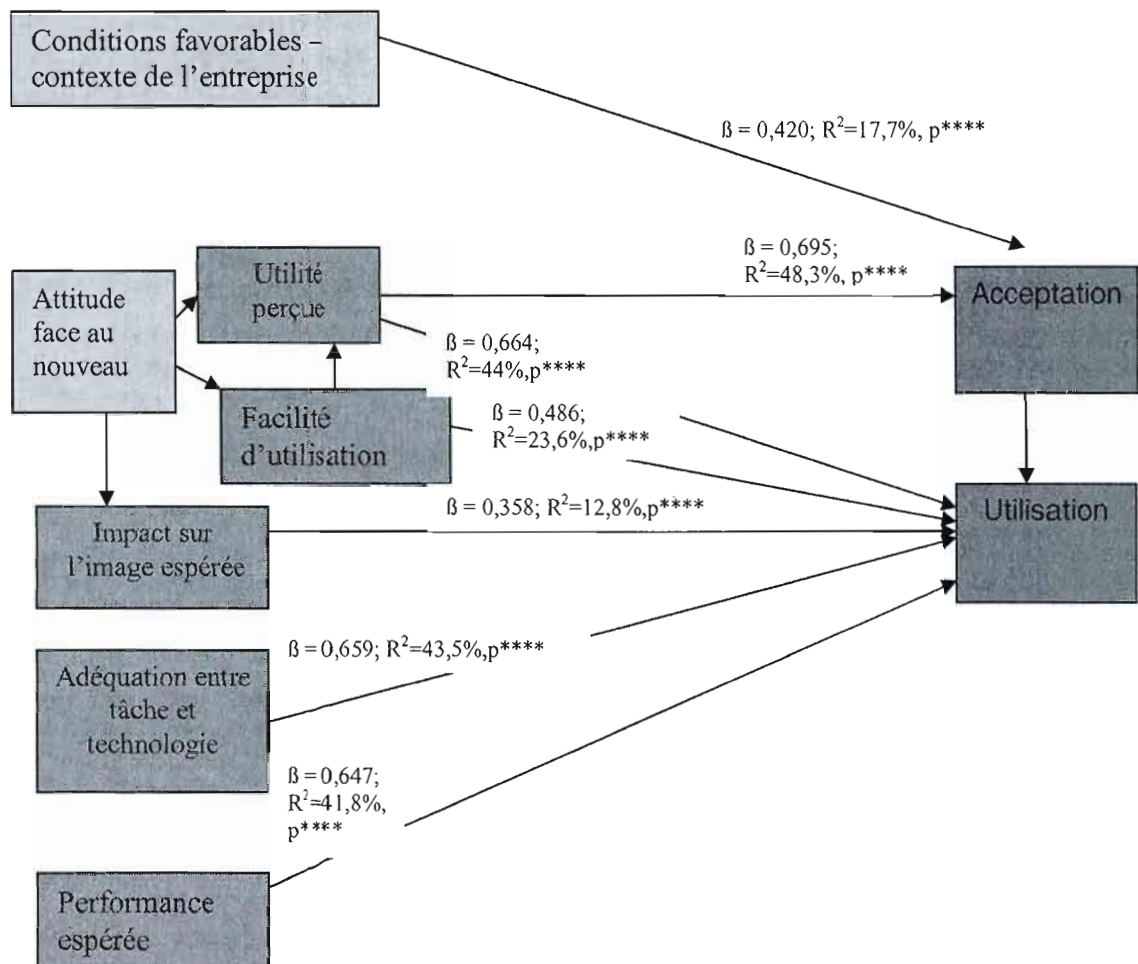 Conditions favorables –
contexte de l'entreprise
ß = 0,420; R²=17,7%, p****
ß = 0,695;
R²=48,3%, p****
Utilité
perçue
Acceptation
Attitude
face au
nouveau
ß = 0,664;
R²=44%,p****
Facilité
d'utilisation
ß = 0,486;
R²=23,6%,p****
ß = 0,358; R²=12,8%,p****
Utilisation
Impact sur
l'image espérée
ß = 0,659; R²=43,5%,p****
Adéquation entre
tâche et
technologie
ß = 0,647;
R²=41,8%,
p****
Performance
espérée